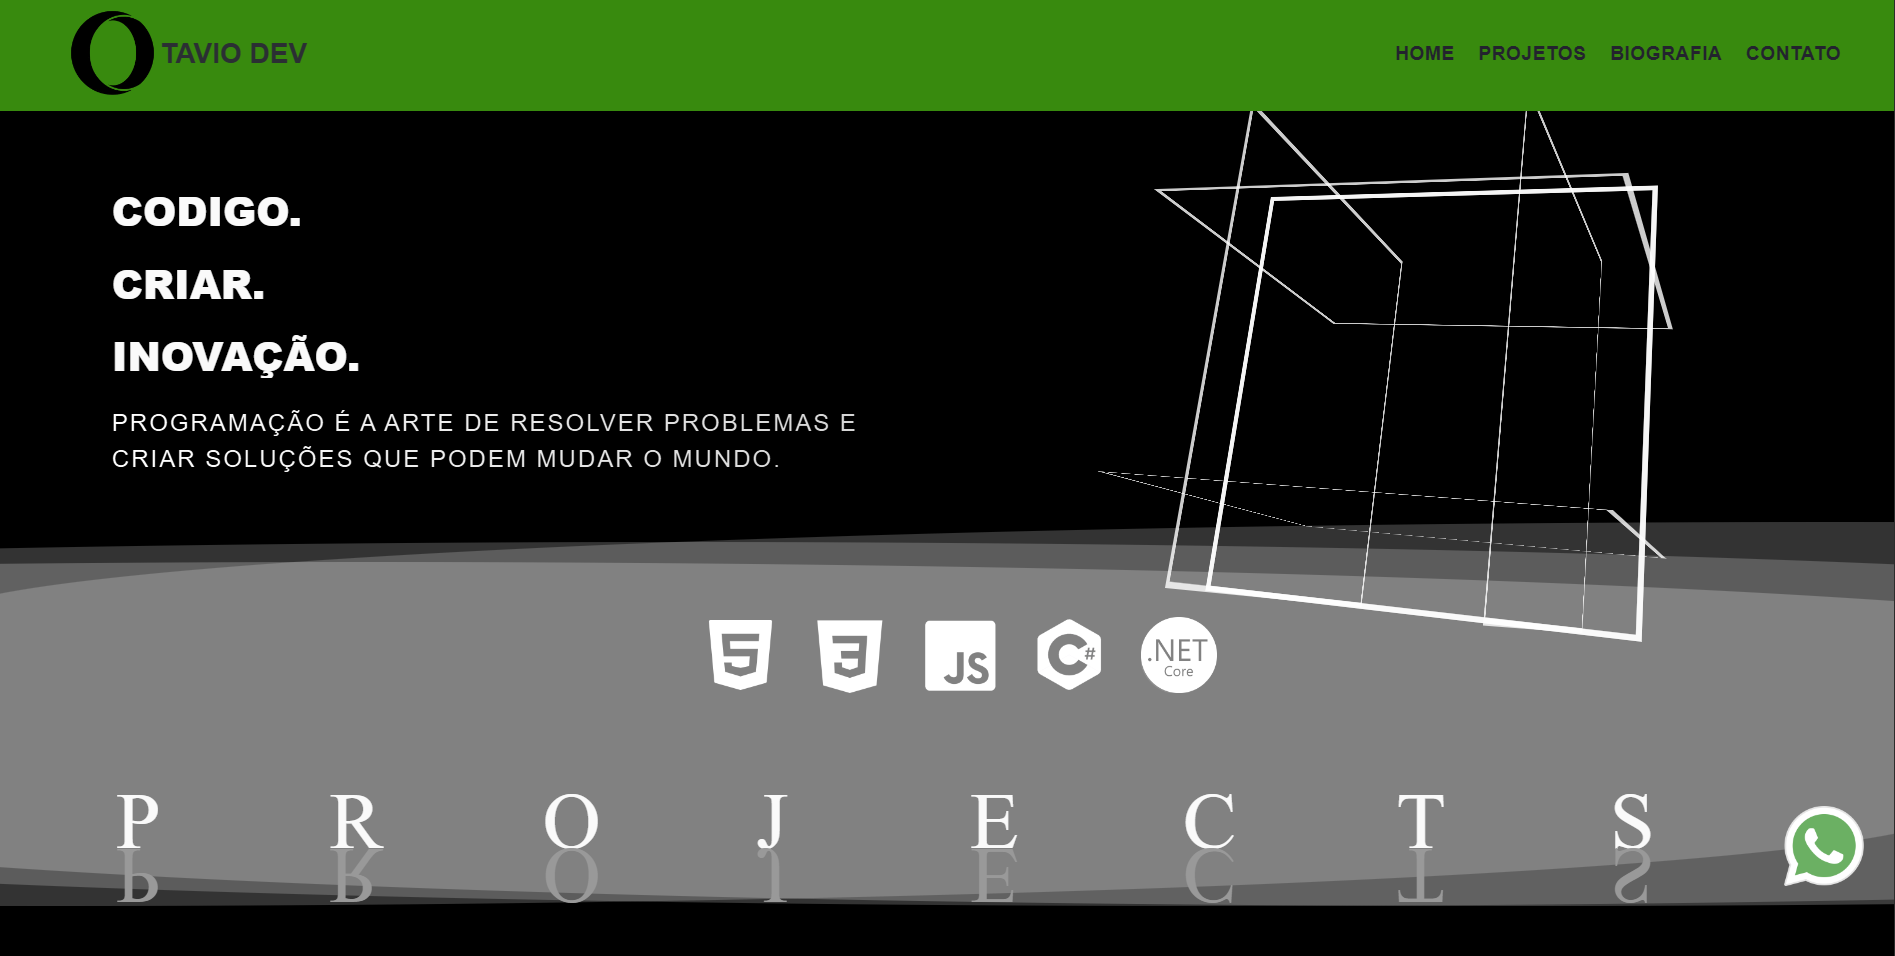 TAVIO DEV
HOME PROJETOS BIOGRAFIA CONTATO
CODIGO.
CRIAR.
INOVAÇÃO.
PROGRAMAÇÃO É A ARTE DE RESOLVER PROBLEMAS E
CRIAR SOLUÇÕES QUE PODEM MUDAR O MUNDO.
5 3 JS C# .NET
Core
P R O J E C T S